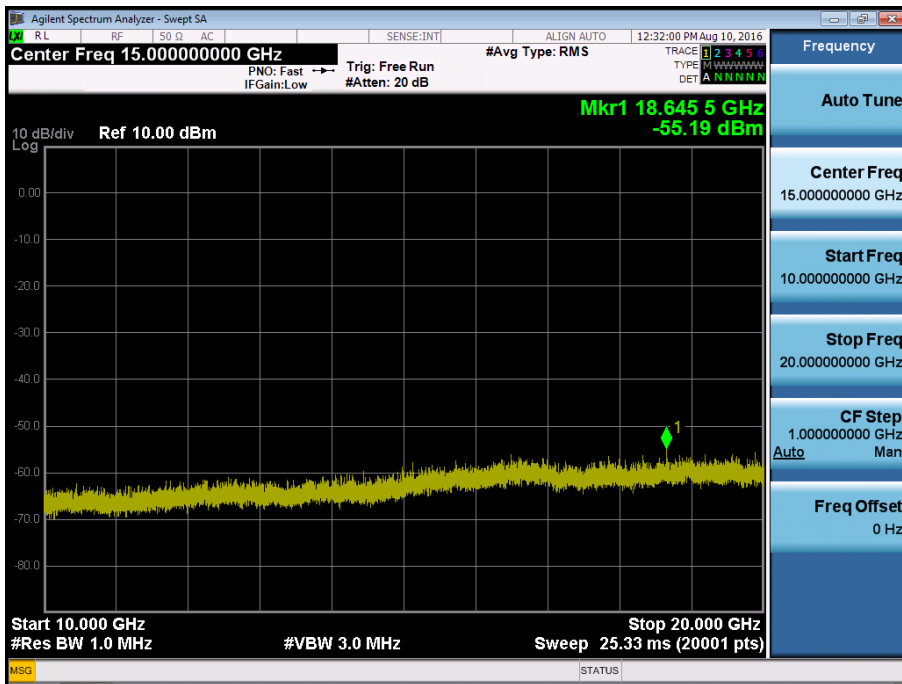 Agilent Spectrum Analyzer - Swept SA
LXI RL RF 50 Ω AC SENSE:INT ALIGN AUTO 12:32:00 PM Aug 10, 2016
Center Freq 15.000000000 GHz
PNO: Fast
IFGain:Low
Trig: Free Run
#Atten: 20 dB
#Avg Type: RMS
TRACE 1 2 3 4 5 6
TYPE M WWWWW
DET A N N N N N
Mkr1 18.645 5 GHz
-55.19 dBm
10 dB/div Ref 10.00 dBm
Log
0.00
-10.0
-20.0
-30.0
-40.0
-50.0
-60.0
-70.0
-80.0
1
Start 10.000 GHz Stop 20.000 GHz
#Res BW 1.0 MHz #VBW 3.0 MHz Sweep 25.33 ms (20001 pts)
MSG STATUS
Frequency
Auto Tune
Center Freq
15.000000000 GHz
Start Freq
10.000000000 GHz
Stop Freq
20.000000000 GHz
CF Step
1.000000000 GHz
Auto Man
Freq Offset
0 Hz